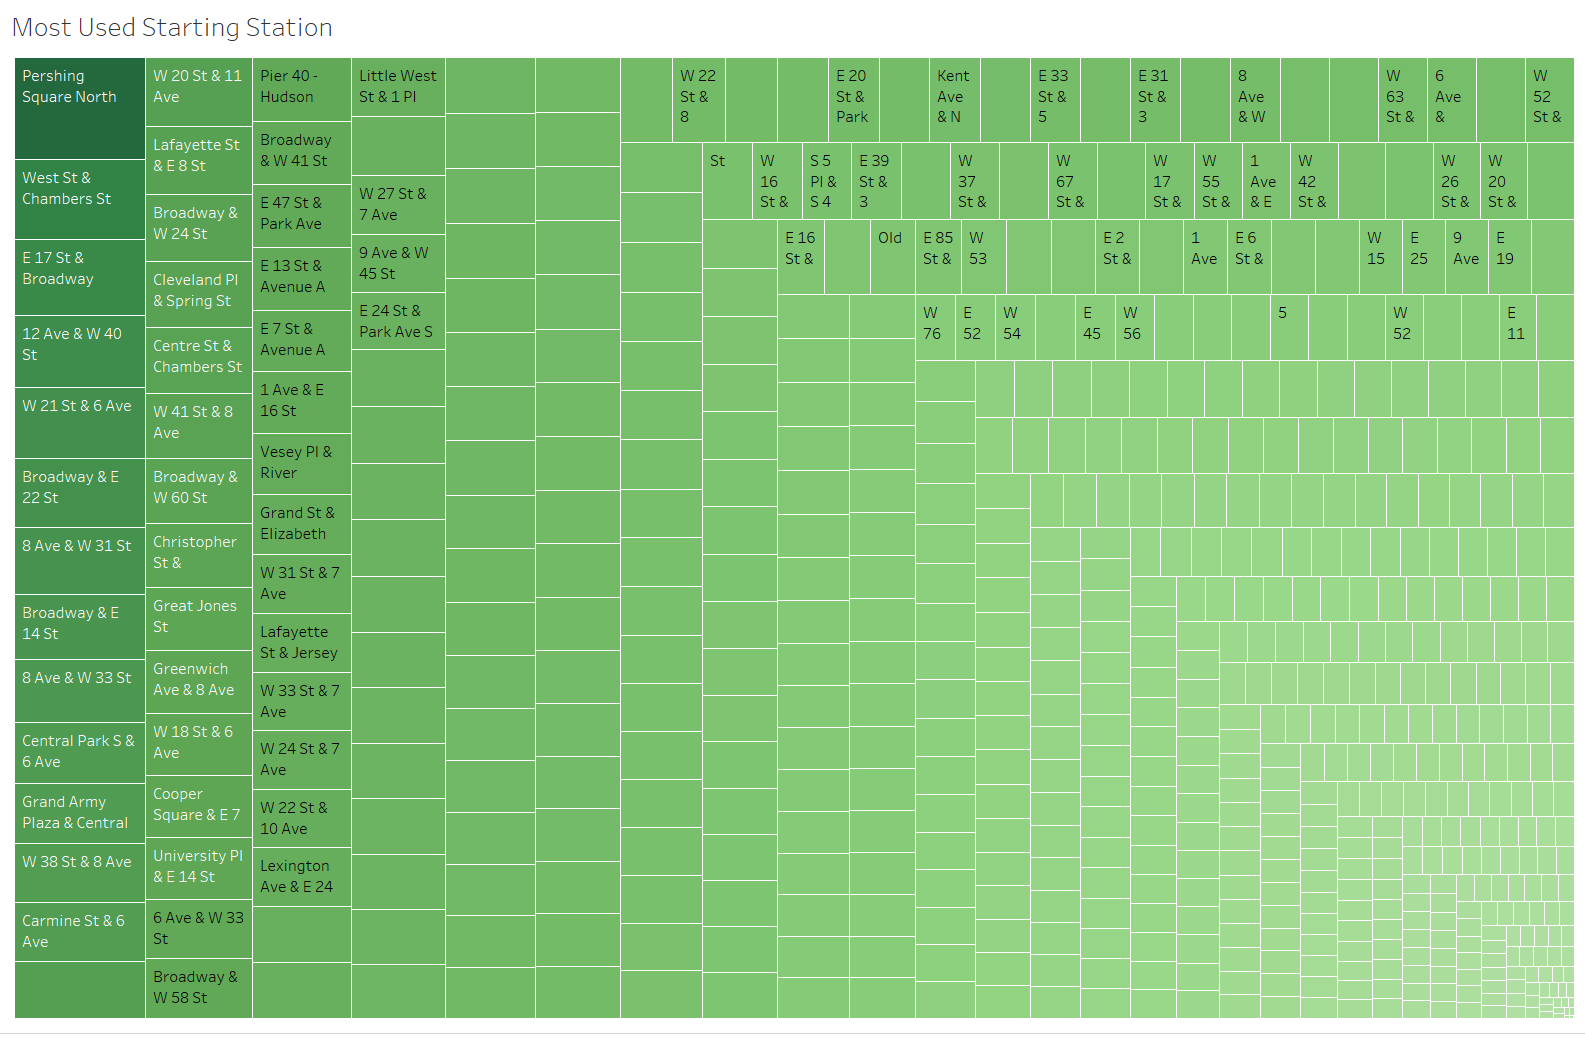 Most Used Starting Station
Pershing
Square North
West St &
Chambers St
E 17 St &
Broadway
12 Ave & W 40
St
W 21 St & 6 Ave
Broadway & E
22 St
8 Ave & W 31 St
Broadway & E
14 St
8 Ave & W 33 St
Central Park S &
6 Ave
Grand Army
Plaza & Central
W 38 St & 8 Ave
Carmine St & 6
Ave
W 20 St & 11
Ave
Lafayette St
& E 8 St
Broadway &
W 24 St
Cleveland Pl
& Spring St
Centre St &
Chambers St
W 41 St & 8
Ave
Broadway &
W 60 St
Christopher
St &
Great Jones
St
Greenwich
Ave & 8 Ave
W 18 St & 6
Ave
Cooper
Square & E 7
University Pl
& E 14 St
6 Ave & W 33
St
Broadway &
W 58 St
Pier 40 -
Hudson
Broadway
& W 41 St
E 47 St &
Park Ave
E 13 St &
Avenue A
E 7 St &
Avenue A
1 Ave & E
16 St
Vesey Pl &
River
Grand St &
Elizabeth
W 31 St & 7
Ave
Lafayette
St & Jersey
W 33 St & 7
Ave
W 24 St & 7
Ave
W 22 St &
10 Ave
Lexington
Ave & E 24
Little West
St & 1 Pl
W 27 St &
7 Ave
9 Ave & W
45 St
E 24 St &
Park Ave S
W 22
St &
8
E 20
St &
Park
Kent
Ave
& N
E 33
St &
5
E 31
St &
3
8
Ave
& W
W
63
St &
6
Ave
&
W
52
St &
St
W
16
St &
S 5
Pl &
S 4
E 39
St &
3
W
37
St &
W
67
St &
W
17
St &
W
55
St &
1
Ave
& E
W
42
St &
W
26
St &
W
20
St &
E 16
St &
Old
E 85
St &
W
53
E 2
St &
1
Ave
E 6
St &
W
15
E
25
9
Ave
E
19
W
76
E
52
W
54
E
45
W
56
5
W
52
E
11